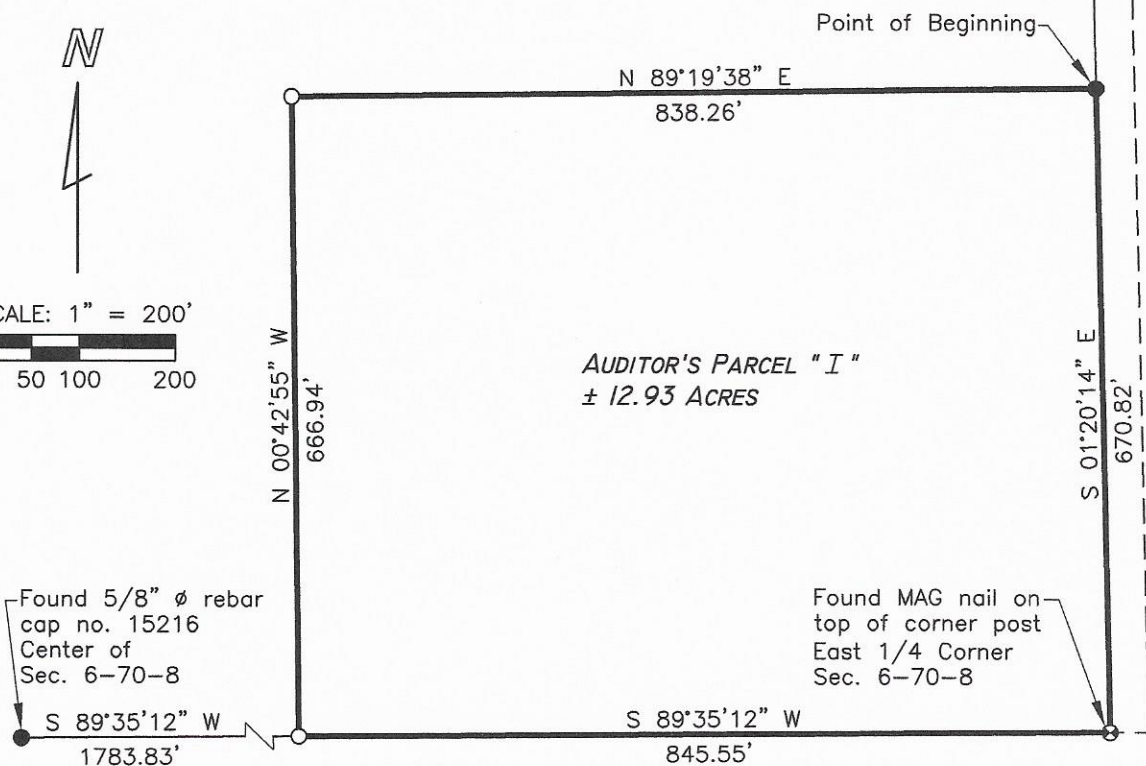 Point of Beginning
N
N 89°19'38" E
838.26'
CALE: 1" = 200'
50 100 200
N 00°42'55" W
666.94'
AUDITOR'S PARCEL "I"
± 12.93 ACRES
S 01°20'14" E
670.82'
Found 5/8" ø rebar
cap no. 15216
Center of
Sec. 6-70-8
Found MAG nail on
top of corner post
East 1/4 Corner
Sec. 6-70-8
S 89°35'12" W
1783.83'
S 89°35'12" W
845.55'